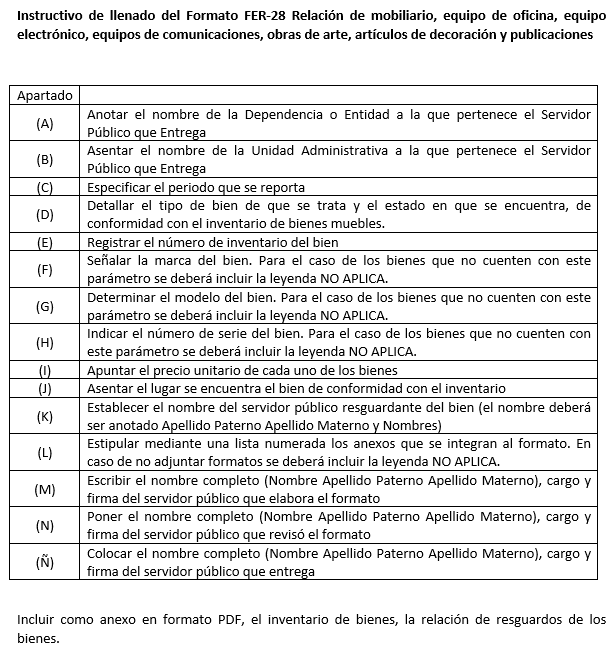 Instructivo de llenado del Formato FER-28 Relación de mobiliario, equipo de oficina, equipo
electrónico, equipos de comunicaciones, obras de arte, artículos de decoración y publicaciones
Apartado
(A) Anotar el nombre de la Dependencia o Entidad a la que pertenece el Servidor
Público que Entrega
(B) Asentar el nombre de la Unidad Administrativa a la que pertenece el Servidor
Público que Entrega
(C) Especificar el periodo que se reporta
(D) Detallar el tipo de bien de que se trata y el estado en que se encuentra, de
conformidad con el inventario de bienes muebles.
(E) Registrar el número de inventario del bien
(F) Señalar la marca del bien. Para el caso de los bienes que no cuenten con este
parámetro se deberá incluir la leyenda NO APLICA.
(G) Determinar el modelo del bien. Para el caso de los bienes que no cuenten con este
parámetro se deberá incluir la leyenda NO APLICA.
(H) Indicar el número de serie del bien. Para el caso de los bienes que no cuenten con
este parámetro se deberá incluir la leyenda NO APLICA.
(I) Apuntar el precio unitario de cada uno de los bienes
(J) Asentar el lugar se encuentra el bien de conformidad con el inventario
(K) Establecer el nombre del servidor público resguardante del bien (el nombre deberá
ser anotado Apellido Paterno Apellido Materno y Nombres)
(L) Estipular mediante una lista numerada los anexos que se integran al formato. En
caso de no adjuntar formatos se deberá incluir la leyenda NO APLICA.
(M) Escribir el nombre completo (Nombre Apellido Paterno Apellido Materno), cargo y
firma del servidor público que elabora el formato
(N) Poner el nombre completo (Nombre Apellido Paterno Apellido Materno), cargo y
firma del servidor público que revisó el formato
(Ñ) Colocar el nombre completo (Nombre Apellido Paterno Apellido Materno), cargo y
firma del servidor público que entrega
Incluir como anexo en formato PDF, el inventario de bienes, la relación de resguardos de los
bienes.